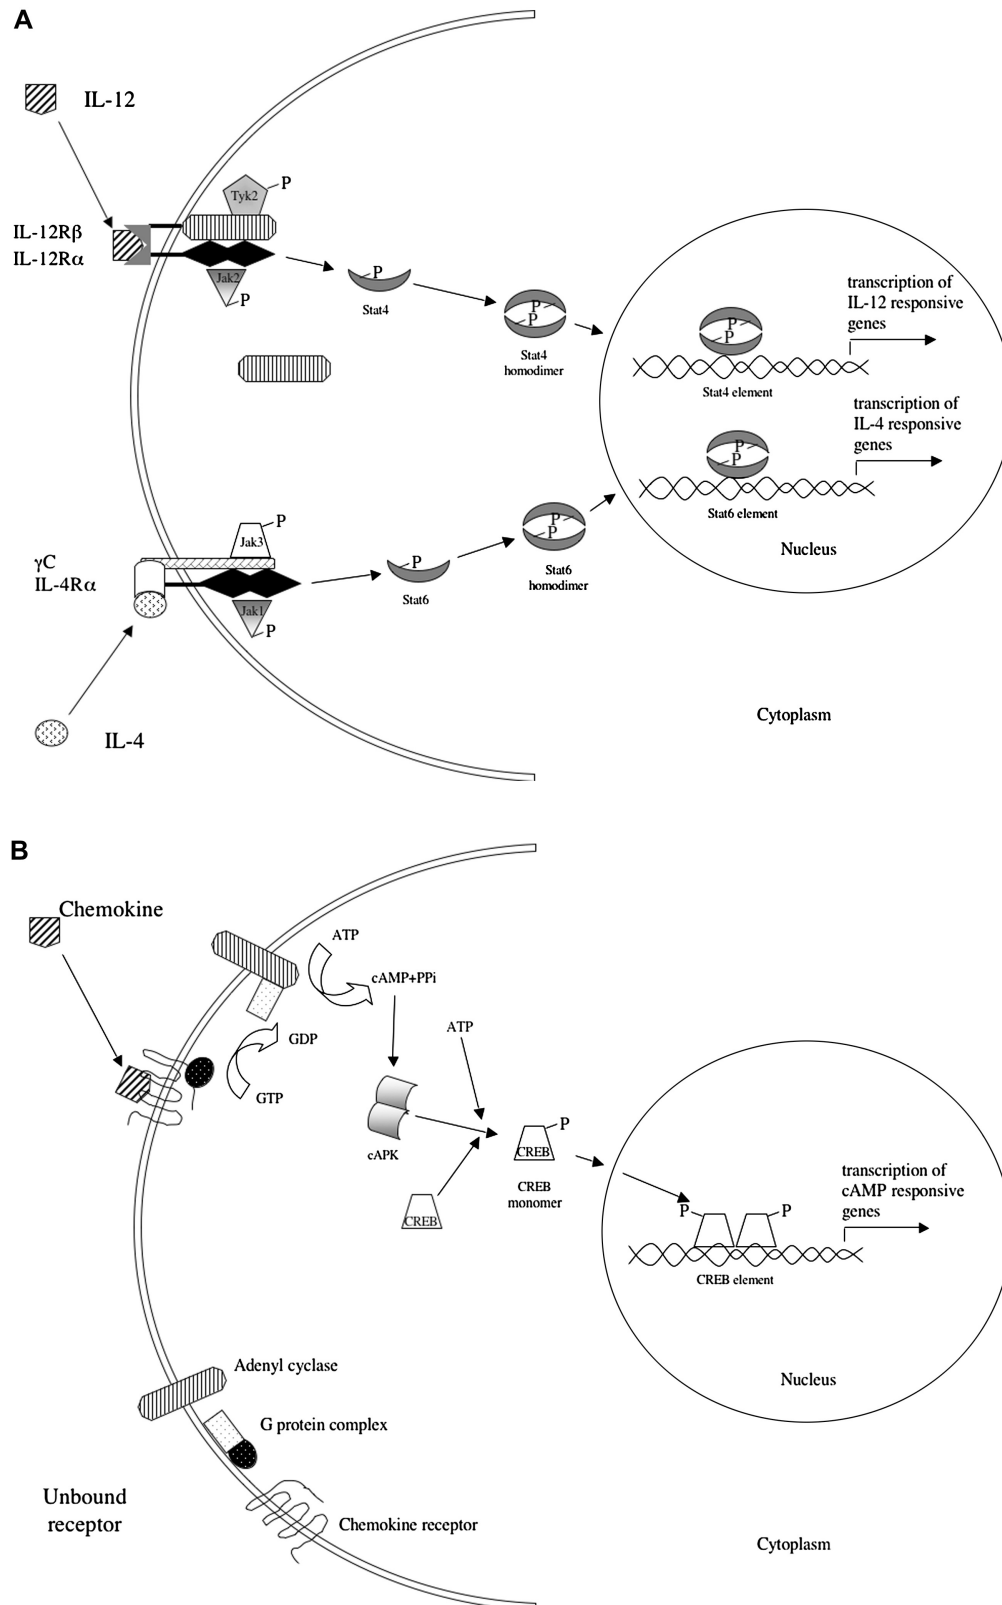 A
IL-12
Tyk2
P
IL-12Rβ
IL-12Rα
Jak2
P
P
Stat4
P
P
Stat4
homodimer
transcription of
IL-12 responsive
genes
P
P
Stat4 element
transcription of
IL-4 responsive
genes
P
P
Stat6 element
Nucleus
P
Jak3
γC
IL-4Rα
Jak1
P
P
Stat6
P
P
Stat6
homodimer
IL-4
Cytoplasm
B
Chemokine
ATP
cAMP+PPi
GDP
GTP
ATP
cAPK
CREB
P
CREB
CREB
monomer
transcription of
cAMP responsive
genes
P
P
CREB element
Nucleus
Adenyl cyclase
G protein complex
Unbound
receptor
Chemokine receptor
Cytoplasm